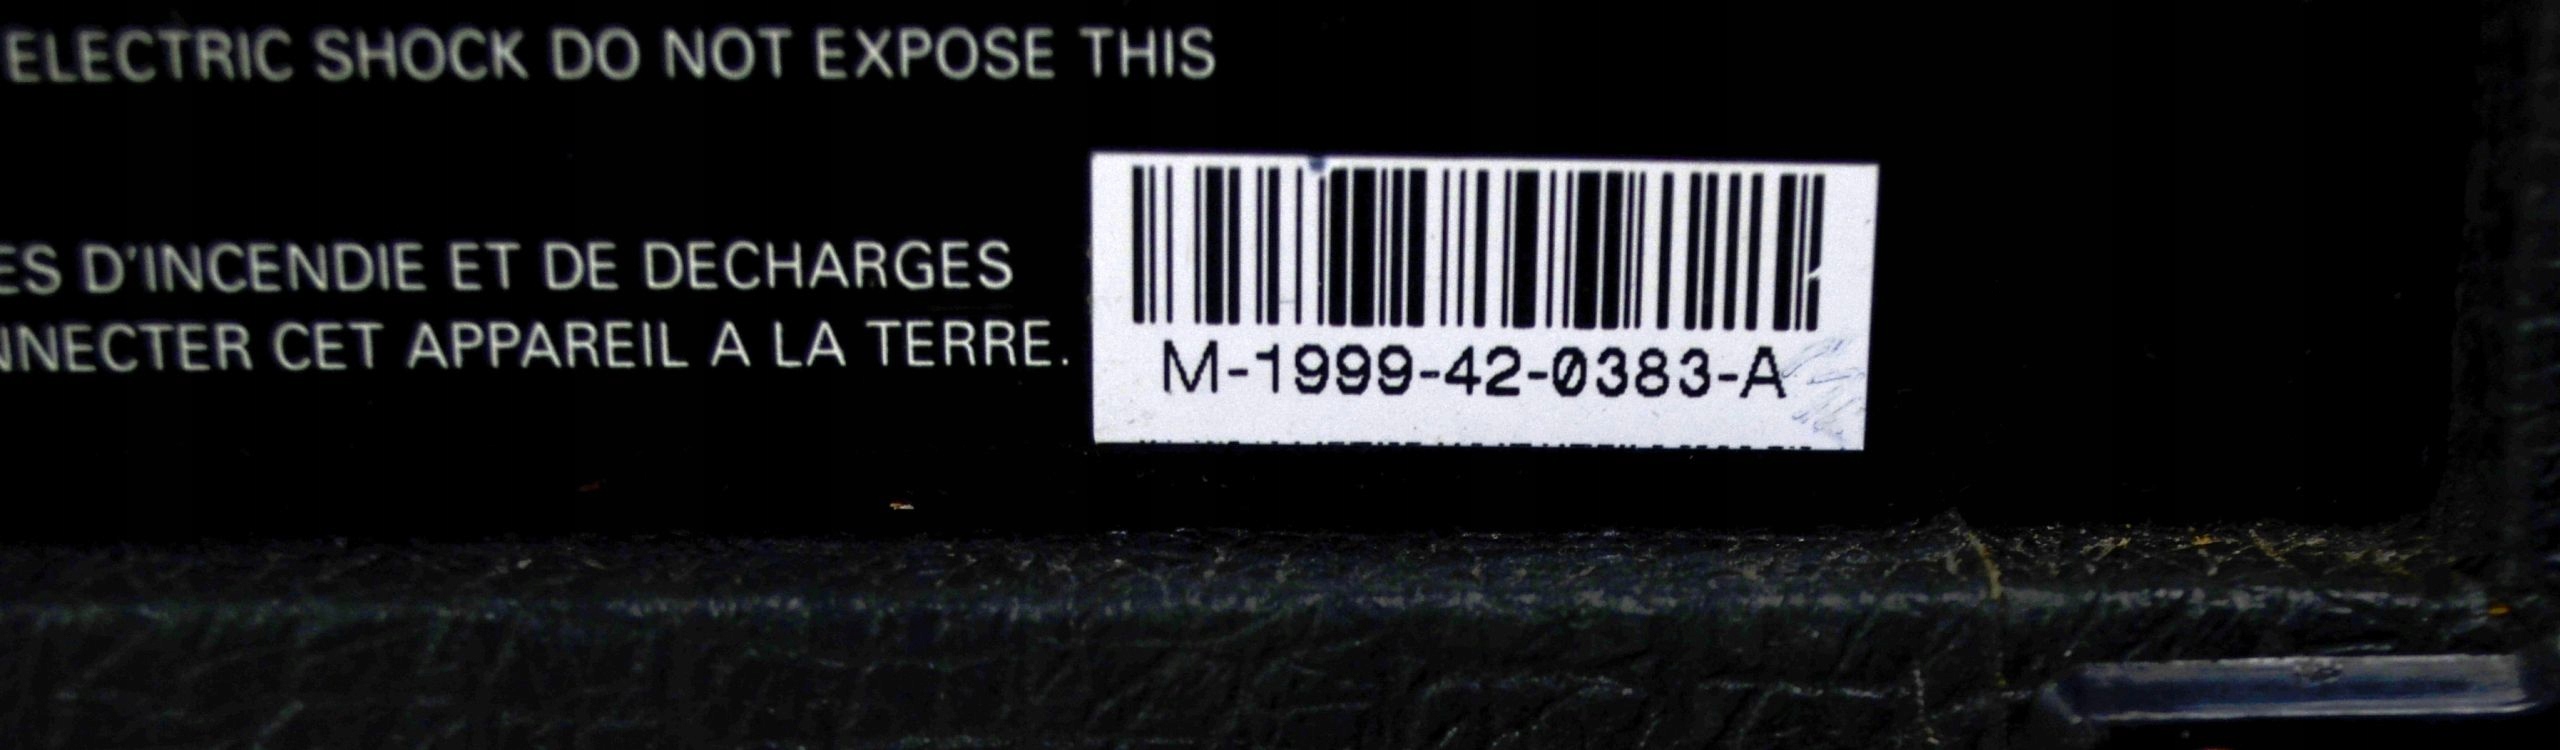 ELECTRIC SHOCK DO NOT EXPOSE THIS
ES D'INCENDIE ET DE DECHARGES
NNECTER CET APPAREIL A LA TERRE.
M-1999-42-0383-A